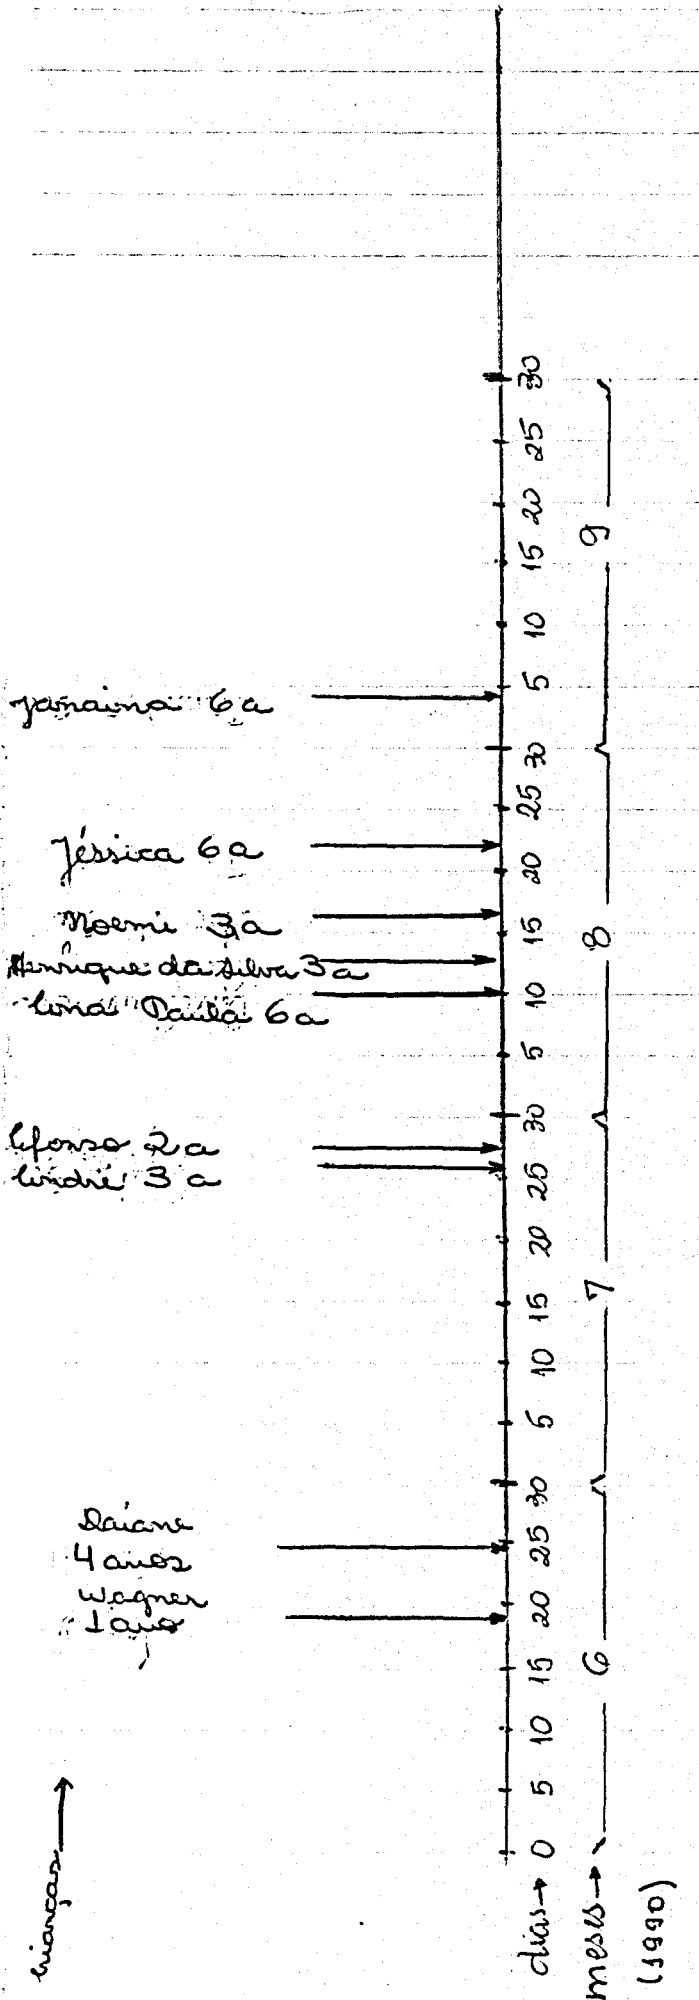 Janaina 6a
Jéssica 6a
Noemi 3a
Henrique da Silva 3a
Ana Paula 6a
Afonso 2a
André 3a
Daiane
4 anos
Wagner
1 ano
crianças →
dias → 0 5 10 15 20 25 30 5 10 15 20 25 30 5 10 15 20 25 30 5 10 15 20 25 30
meses → 6 7 8 9
(1990)